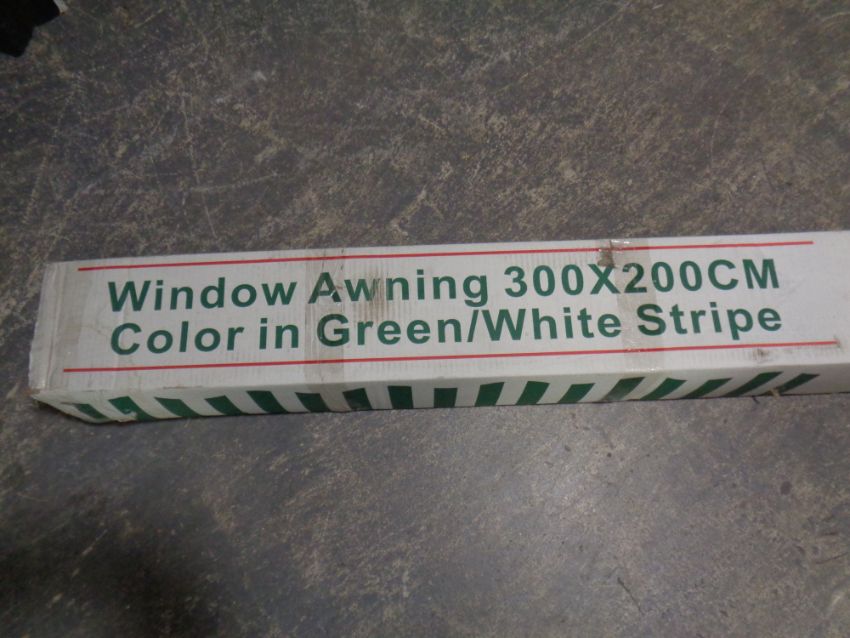 Window Awning 300X200CM
Color in Green/White Stripe